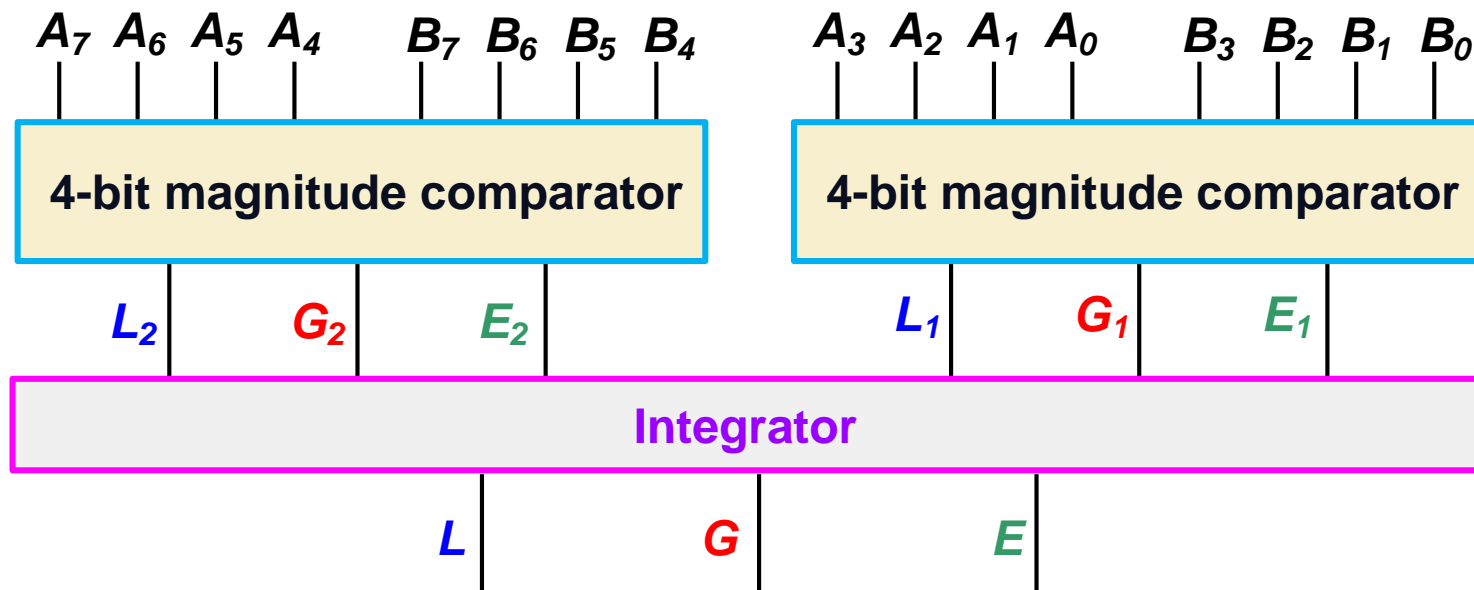 A₇ A₆ A₅ A₄ B₇ B₆ B₅ B₄ A₃ A₂ A₁ A₀ B₃ B₂ B₁ B₀
4-bit magnitude comparator 4-bit magnitude comparator
L₂ G₂ E₂ L₁ G₁ E₁
Integrator
L G E